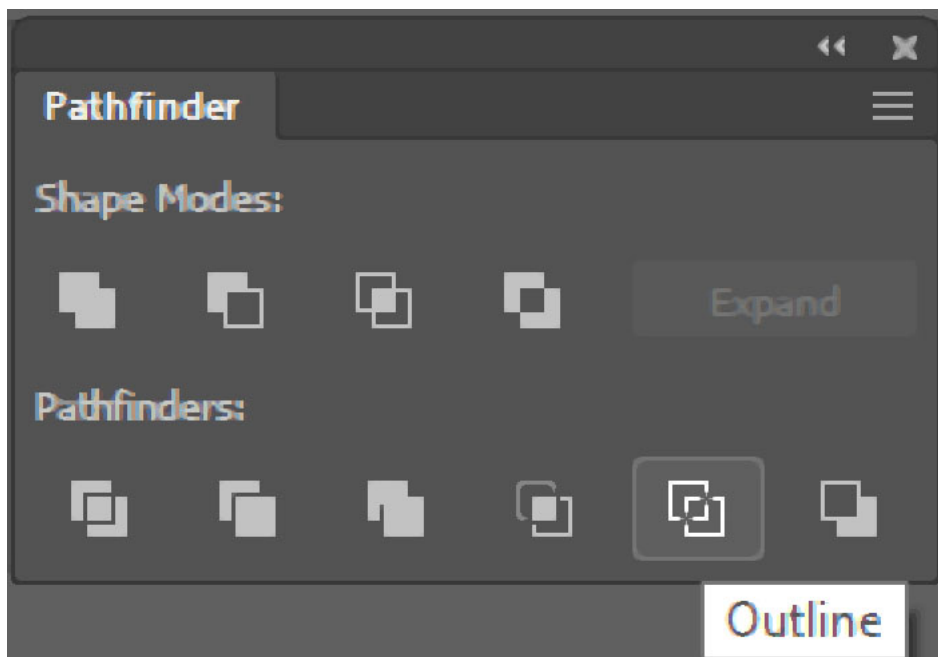 Pathfinder
Shape Modes:
Expand
Pathfinders:
Outline